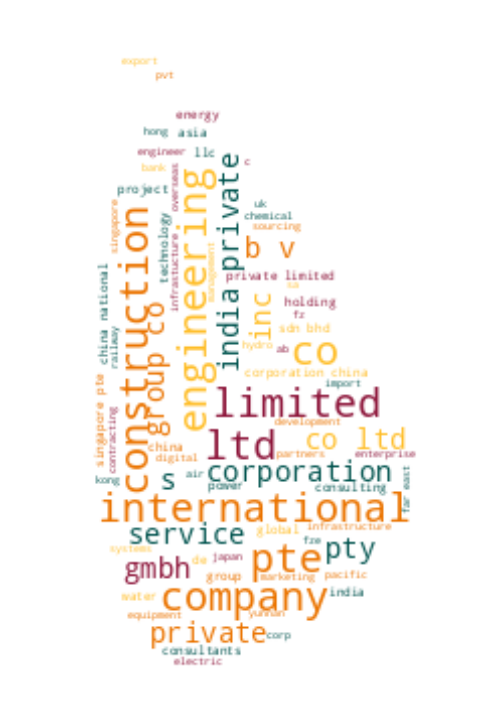 export
pvt
energy
hong
asia
engineer
llc
c
bank
overseas
project
singapore
construction
technology
engineering
india private
uk
chemical
sourcing
b v
infrastucture
management
private limited
sa
china national
railway
group co
inc
holding
fz
sdn bhd
hydro
ab
co
corporation china
import
singapore pte
contracting
limited
development
ltd
co ltd
china
partners
enterprise
digital
kong
s
air
corporation
power
consulting
far east
international
service
global
infrastructure
fze
pty
systems
gmbh
de
japan
pte
group
marketing
pacific
water
company
india
equipment
yunnan
private
corp
consultants
electric